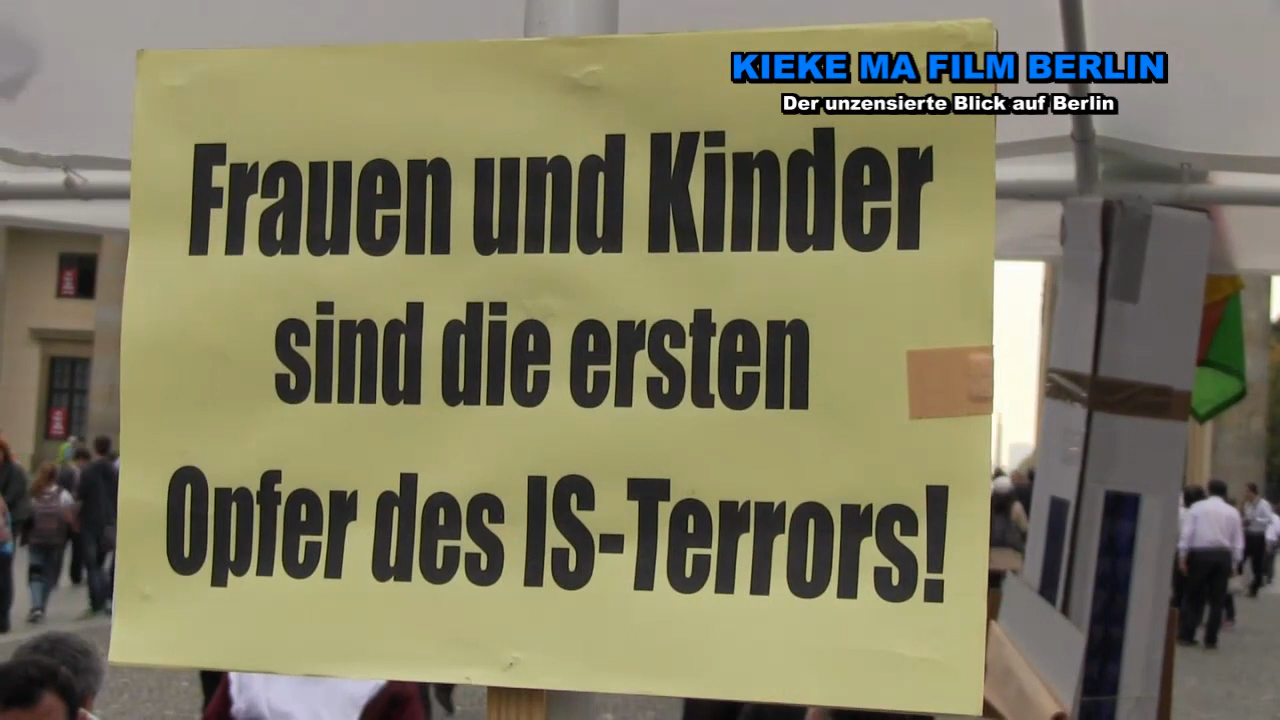 KIEKE MA FILM BERLIN
Der unzensierte Blick auf Berlin
Frauen und Kinder
sind die ersten
Opfer des IS-Terrors!